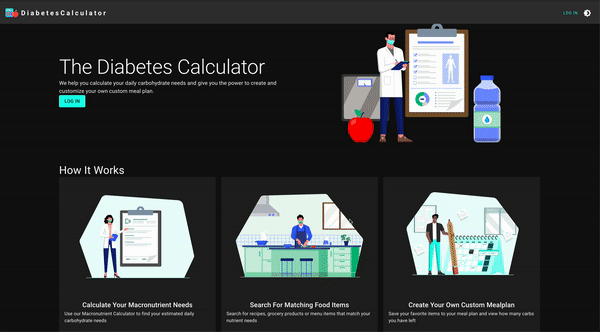 DiabetesCalculator
LOG IN
The Diabetes Calculator
We help you calculate your daily carbohydrate needs and give you the power to create and
customize your own custom meal plan.
LOG IN
How It Works
Calculate Your Macronutrient Needs
Use our Macronutrient Calculator to find your estimated daily
carbohydrate needs
Search For Matching Food Items
Search for recipes, grocery products or menu items that match your
nutrient needs
Create Your Own Custom Mealplan
Save your favorite items to your meal plan and view how many carbs
you have left